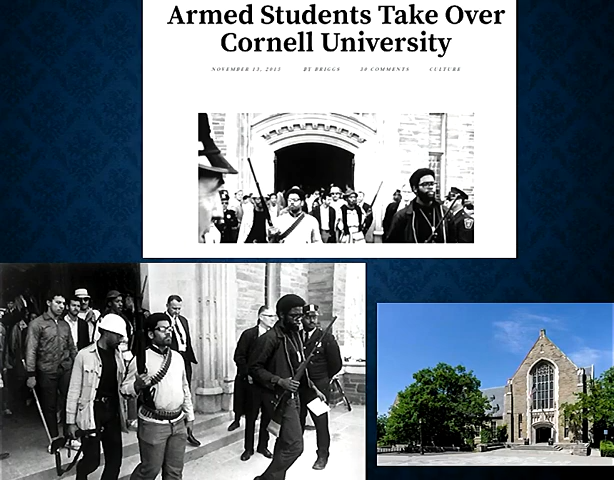 Armed Students Take Over
Cornell University
NOVEMBER 13, 2015 BY BRIGGS 30 COMMENTS CULTURE